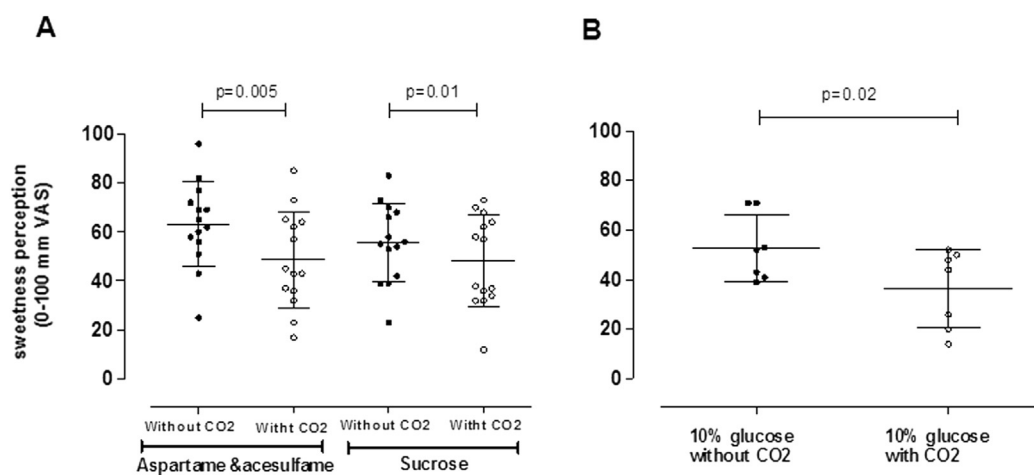 A
B
p=0.005
p=0.01
p=0.02
sweetness perception
(0-100 mm VAS)
100
80
60
40
20
0
100
80
60
40
20
0
Without CO2
Witht CO2
Without CO2
Witht CO2
Aspartame &acesulfame
Sucrose
10% glucose
without CO2
10% glucose
with CO2